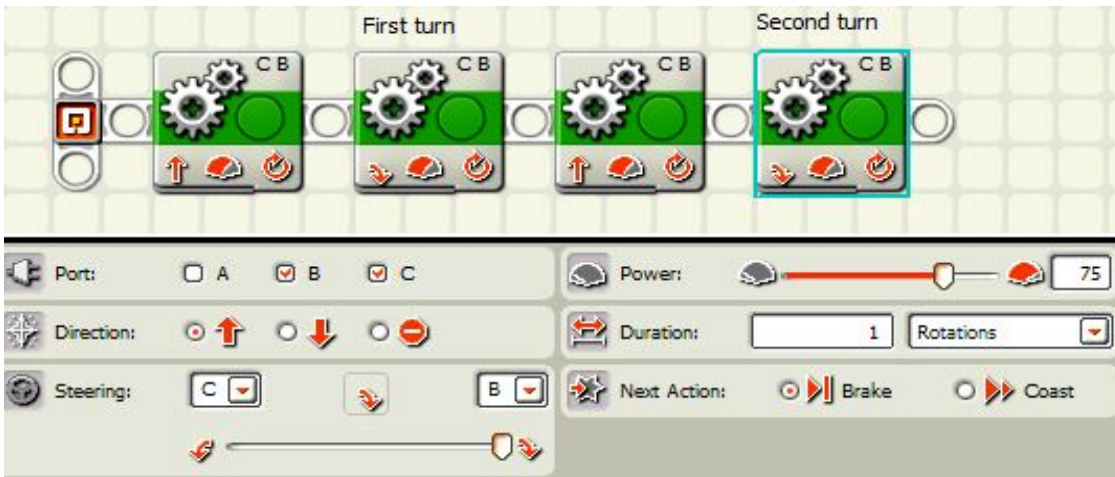 First turn
Second turn
C B
C B
C B
C B
Port:
A
B
C
Power:
75
Direction:
Duration:
1
Rotations
Steering:
C
B
Next Action:
Brake
Coast